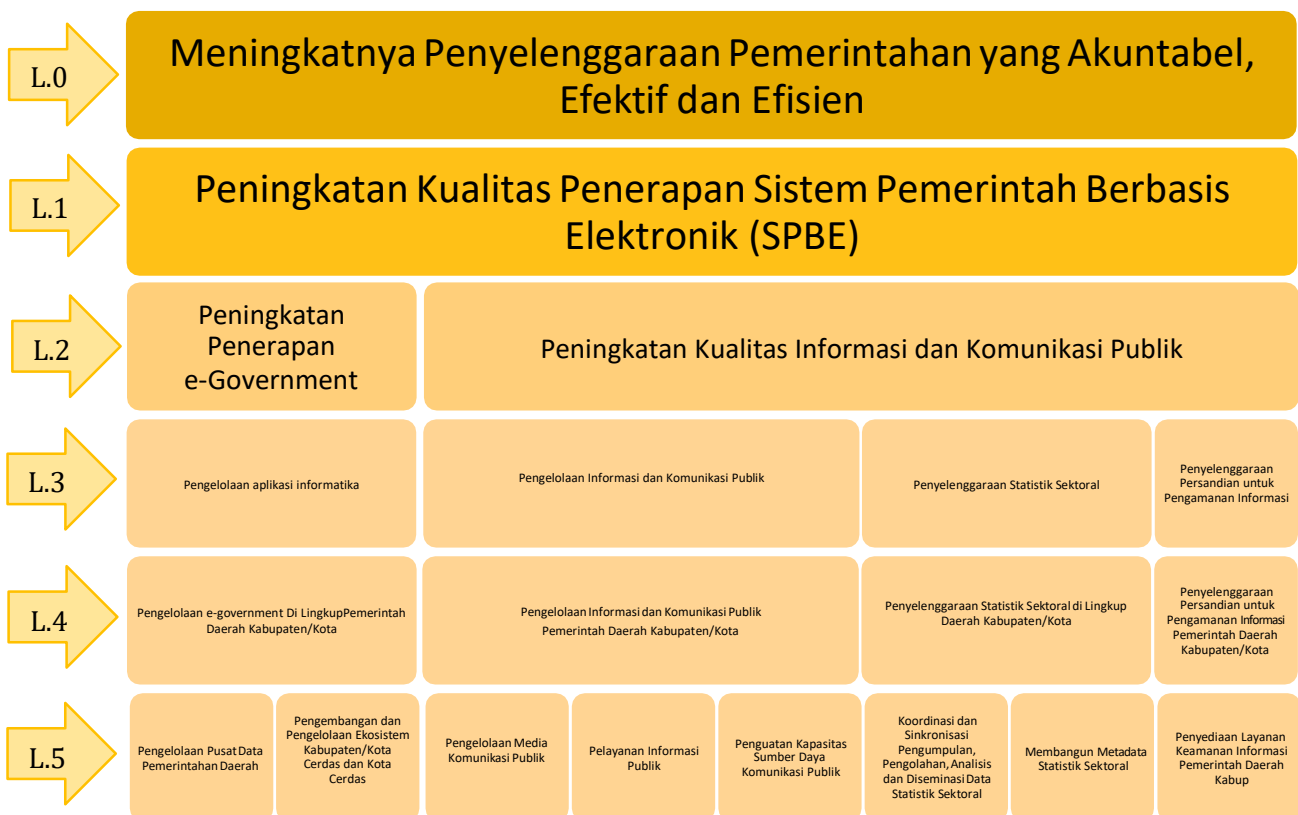 L.0
Meningkatnya Penyelenggaraan Pemerintahan yang Akuntabel,
Efektif dan Efisien
L.1
Peningkatan Kualitas Penerapan Sistem Pemerintah Berbasis
Elektronik (SPBE)
L.2
Peningkatan
Penerapan
e-Government
Peningkatan Kualitas Informasi dan Komunikasi Publik
L.3
Pengelolaan aplikasi informatika
Pengelolaan Informasi dan Komunikasi Publik
Penyelenggaraan Statistik Sektoral
Penyelenggaraan
Persandian untuk
Pengamanan Informasi
L.4
Pengelolaan e-government Di Lingkup Pemerintah
Daerah Kabupaten/Kota
Pengelolaan Informasi dan Komunikasi Publik
Pemerintah Daerah Kabupaten/Kota
Penyelenggaraan Statistik Sektoral di Lingkup
Daerah Kabupaten/Kota
Penyelenggaraan
Persandian untuk
Pengamanan Informasi
Pemerintah Daerah
Kabupaten/Kota
L.5
Pengelolaan Pusat Data
Pemerintahan Daerah
Pengembangan dan
Pengelolaan Ekosistem
Kabupaten/Kota
Cerdas dan Kota
Cerdas
Pengelolaan Media
Komunikasi Publik
Pelayanan Informasi
Publik
Penguatan Kapasitas
Sumber Daya
Komunikasi Publik
Koordinasi dan
Sinkronisasi
Pengumpulan,
Pengolahan, Analisis
dan Diseminasi Data
Statistik Sektoral
Membangun Metadata
Statistik Sektoral
Penyediaan Layanan
Keamanan Informasi
Pemerintah Daerah
Kabup